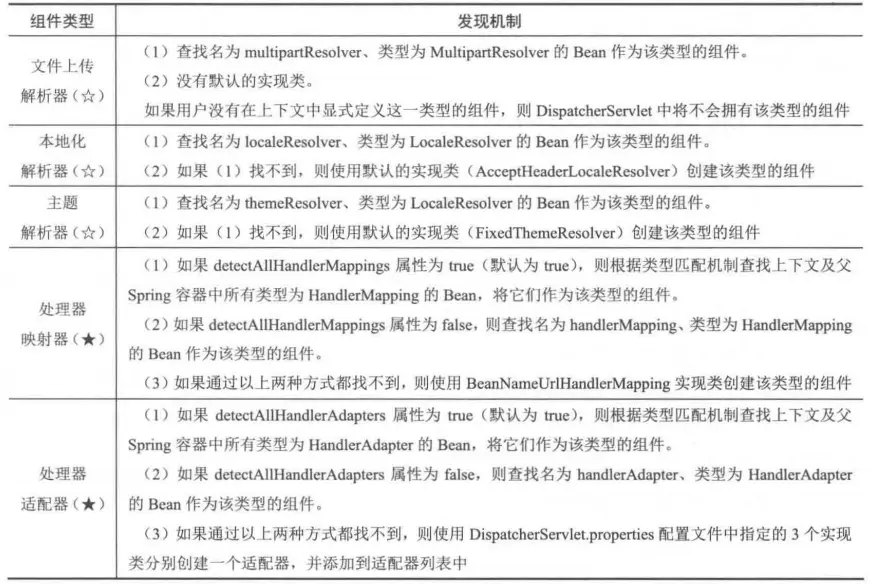 组件类型 发现机制
文件上传
解析器（☆）
（1）查找名为 multipartResolver、类型为 MultipartResolver 的 Bean 作为该类型的组件。
（2）没有默认的实现类。
如果用户没有在上下文中显式定义这一类型的组件，则 DispatcherServlet 中将不会拥有该类型的组件
本地化
解析器（☆）
（1）查找名为 localeResolver、类型为 LocaleResolver 的 Bean 作为该类型的组件。
（2）如果（1）找不到，则使用默认的实现类（AcceptHeaderLocaleResolver）创建该类型的组件
主题
解析器（☆）
（1）查找名为 themeResolver、类型为 LocaleResolver 的 Bean 作为该类型的组件。
（2）如果（1）找不到，则使用默认的实现类（FixedThemeResolver）创建该类型的组件
处理器
映射器（★）
（1）如果 detectAllHandlerMappings 属性为 true（默认为 true），则根据类型匹配机制查找上下文及父
Spring 容器中所有类型为 HandlerMapping 的 Bean，将它们作为该类型的组件。
（2）如果 detectAllHandlerMappings 属性为 false，则查找名为 handlerMapping、类型为 HandlerMapping
的 Bean 作为该类型的组件。
（3）如果通过以上两种方式都找不到，则使用 BeanNameUrlHandlerMapping 实现类创建该类型的组件
处理器
适配器（★）
（1）如果 detectAllHandlerAdapters 属性为 true（默认为 true），则根据类型匹配机制查找上下文及父
Spring 容器中所有类型为 HandlerAdapter 的 Bean，将它们作为该类型的组件。
（2）如果 detectAllHandlerAdapters 属性为 false，则查找名为 handlerAdapter、类型为 HandlerAdapter
的 Bean 作为该类型的组件。
（3）如果通过以上两种方式都找不到，则使用 DispatcherServlet.properties 配置文件中指定的 3 个实现
类分别创建一个适配器，并添加到适配器列表中